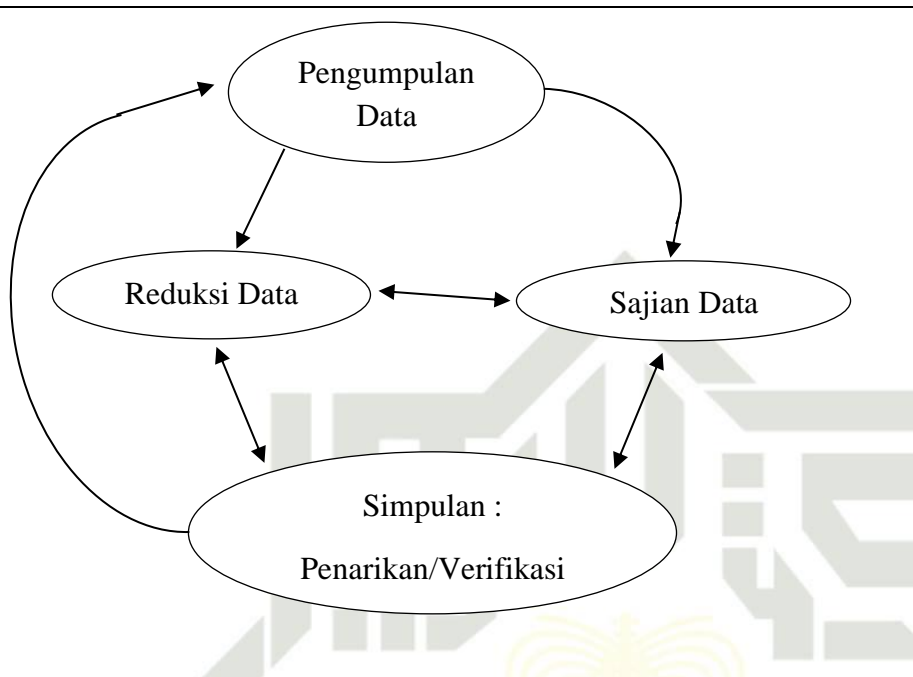 Pengumpulan
Data
Reduksi Data
Sajian Data
Simpulan :
Penarikan/Verifikasi